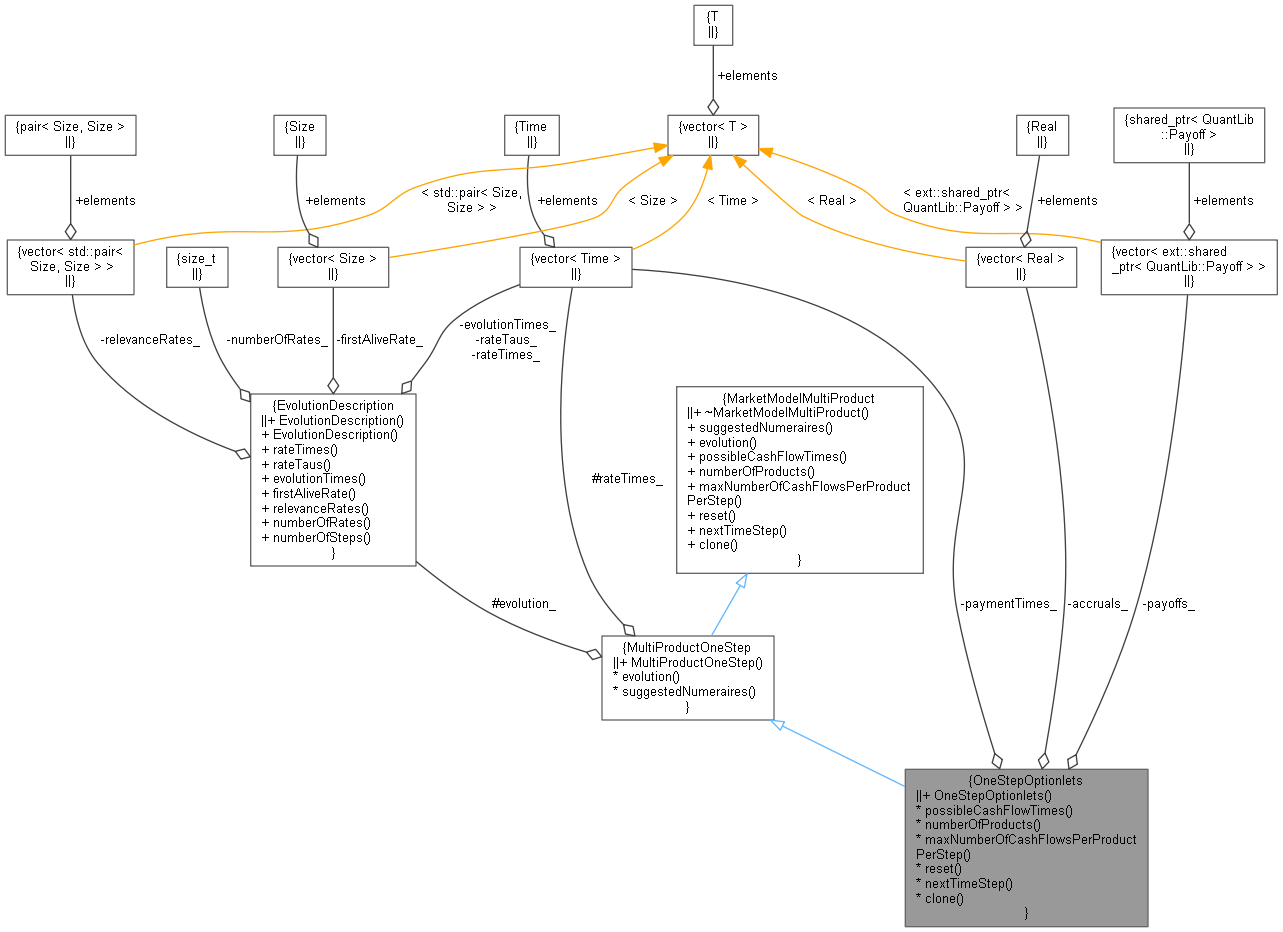 {T
||}
+elements
{pair< Size, Size >
||}
{Size
||}
{Time
||}
{vector< T >
||}
{Real
||}
{shared_ptr< QuantLib
::Payoff >
||}
+elements
+elements
+elements
+elements
+elements
< std::pair< Size,
Size > >
< Size >
< Time >
< Real >
< ext::shared_ptr<
QuantLib::Payoff > >
{vector< std::pair<
Size, Size > >
||}
{size_t
||}
{vector< Size >
||}
{vector< Time >
||}
{vector< Real >
||}
{vector< ext::shared
_ptr< QuantLib::Payoff > >
||}
-relevanceRates_
-numberOfRates_
-firstAliveRate_
-evolutionTimes_
-rateTaus_
-rateTimes_
{EvolutionDescription
||+ EvolutionDescription()
+ EvolutionDescription()
+ rateTimes()
+ rateTaus()
+ evolutionTimes()
+ firstAliveRate()
+ relevanceRates()
+ numberOfRates()
+ numberOfSteps()
}
#rateTimes_
{MarketModelMultiProduct
||+ ~MarketModelMultiProduct()
+ suggestedNumeraires()
+ evolution()
+ possibleCashFlowTimes()
+ numberOfProducts()
+ maxNumberOfCashFlowsPerProduct
PerStep()
+ reset()
+ nextTimeStep()
+ clone()
}
#evolution_
-paymentTimes_
-accruals_
-payoffs_
{MultiProductOneStep
||+ MultiProductOneStep()
* evolution()
* suggestedNumeraires()
}
{OneStepOptionlets
||+ OneStepOptionlets()
* possibleCashFlowTimes()
* numberOfProducts()
* maxNumberOfCashFlowsPerProduct
PerStep()
* reset()
* nextTimeStep()
* clone()
}